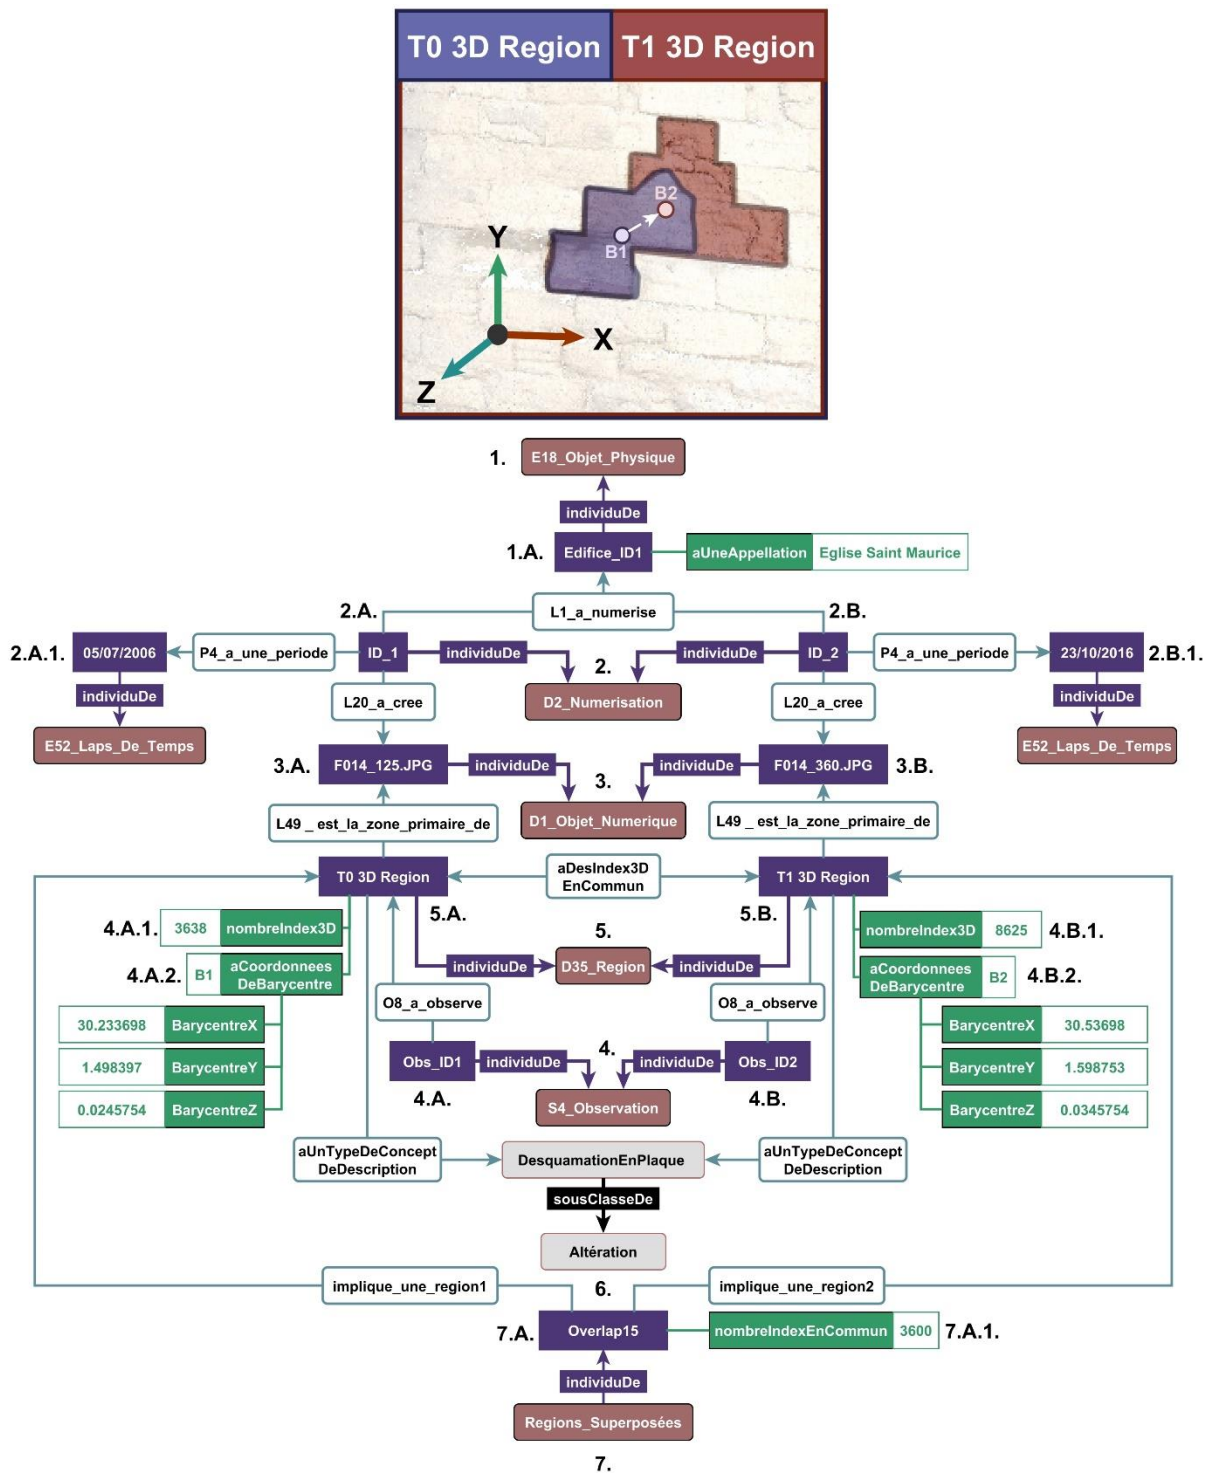 T0 3D Region
T1 3D Region
B2
B1
Y
X
Z
1.
E18_Objet_Physique
individuDe
1.A.
Edifice_ID1
aUneAppellation
Eglise Saint Maurice
2.A.
L1_a_numerise
2.B.
2.A.1.
05/07/2006
P4_a_une_periode
ID_1
individuDe
2.
individuDe
ID_2
P4_a_une_periode
23/10/2016
2.B.1.
individuDe
L20_a_cree
D2_Numerisation
L20_a_cree
individuDe
E52_Laps_De_Temps
E52_Laps_De_Temps
3.A.
F014_125.JPG
individuDe
3.
individuDe
F014_360.JPG
3.B.
L49 _ est_la_zone_primaire_de
D1_Objet_Numerique
L49 _ est_la_zone_primaire_de
T0 3D Region
aDesIndex3D
EnCommun
T1 3D Region
4.A.1.
3638
nombreIndex3D
5.A.
5.
5.B.
nombreIndex3D
8625
4.B.1.
4.A.2.
B1
aCoordonnees
DeBarycentre
individuDe
D35_Region
individuDe
aCoordonnees
DeBarycentre
B2
4.B.2.
O8_a_observe
O8_a_observe
30.233698
BarycentreX
BarycentreX
30.53698
1.498397
BarycentreY
Obs_ID1
individuDe
4.
individuDe
Obs_ID2
BarycentreY
1.598753
0.0245754
BarycentreZ
4.A.
S4_Observation
4.B.
BarycentreZ
0.0345754
aUnTypeDeConcept
DeDescription
DesquamationEnPlaque
aUnTypeDeConcept
DeDescription
sousClasseDe
Altération
implique_une_region1
6.
implique_une_region2
7.A.
Overlap15
nombreIndexEnCommun
3600
7.A.1.
individuDe
Regions_Superposées
7.